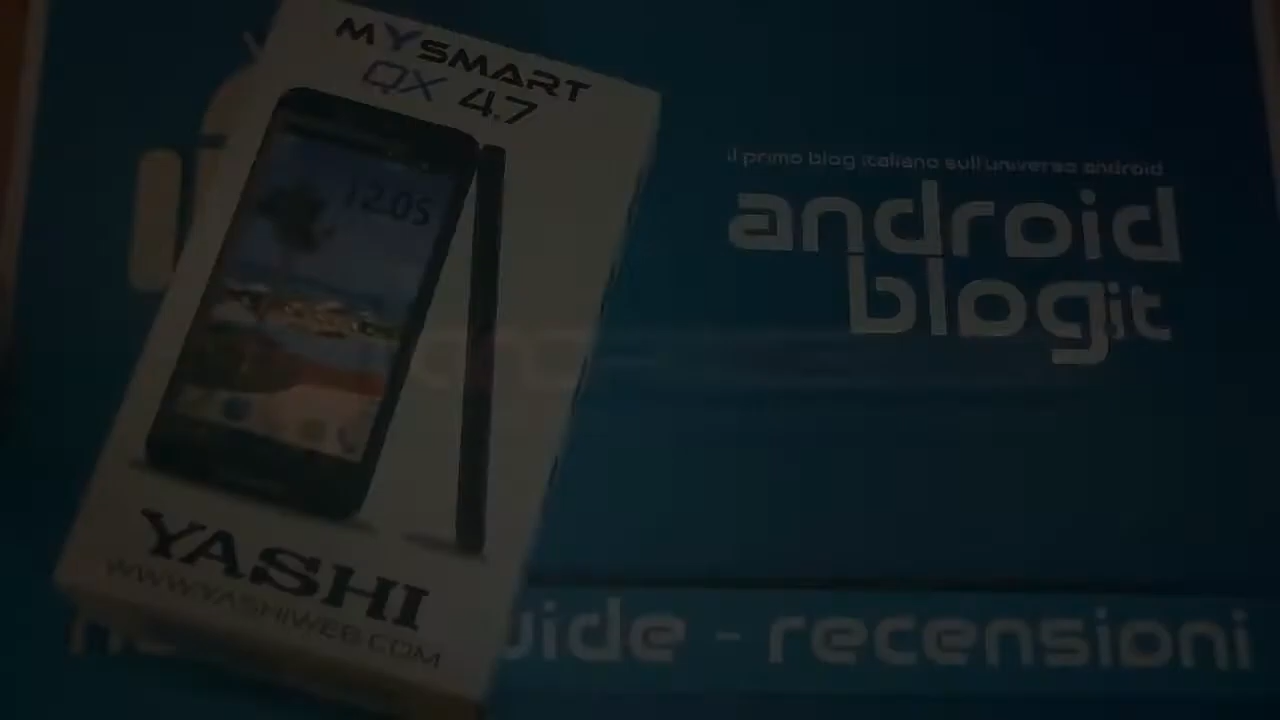 MYSMART
QX 4.7
12:05
YASHI
WWW.YASHIWEB.COM
il primo blog italiano sull'universo android
android
blogit
uide - recensioni